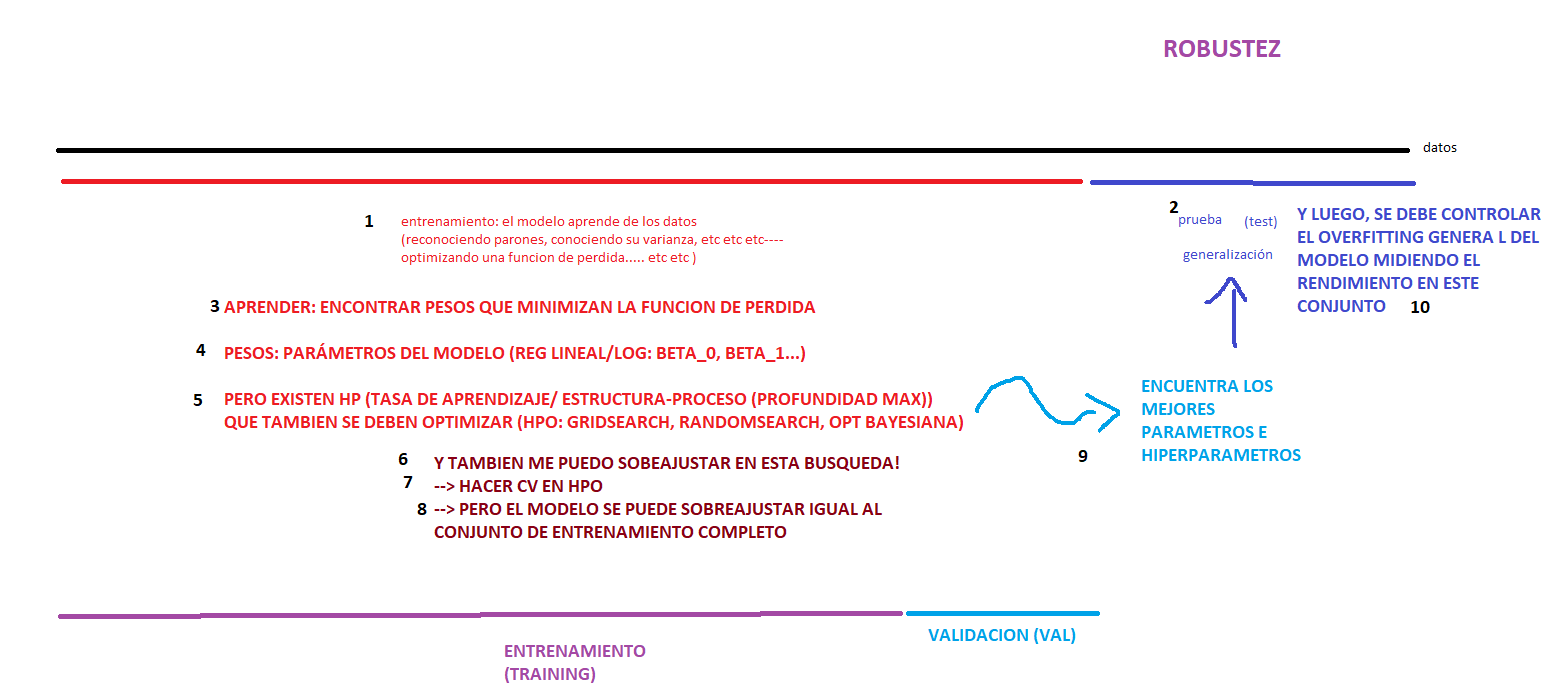 ROBUSTEZ
datos
1 entrenamiento: el modelo aprende de los datos
(reconociendo parones, conociendo su varianza, etc etc etc----
optimizando una funcion de perdida..... etc etc )
2 prueba (test)
generalización
Y LUEGO, SE DEBE CONTROLAR
EL OVERFITTING GENERA L DEL
MODELO MIDIENDO EL
RENDIMIENTO EN ESTE
CONJUNTO 10
3 APRENDER: ENCONTRAR PESOS QUE MINIMIZAN LA FUNCION DE PERDIDA
4 PESOS: PARÁMETROS DEL MODELO (REG LINEAL/LOG: BETA_0, BETA_1...)
5 PERO EXISTEN HP (TASA DE APRENDIZAJE/ ESTRUCTURA-PROCESO (PROFUNDIDAD MAX))
QUE TAMBIEN SE DEBEN OPTIMIZAR (HPO: GRIDSEARCH, RANDOMSEARCH, OPT BAYESIANA)
ENCUENTRA LOS
MEJORES
PARAMETROS E
9 HIPERPARAMETROS
6 Y TAMBIEN ME PUEDO SOBEAJUSTAR EN ESTA BUSQUEDA!
7 --> HACER CV EN HPO
8 --> PERO EL MODELO SE PUEDE SOBREAJUSTAR IGUAL AL
CONJUNTO DE ENTRENAMIENTO COMPLETO
ENTRENAMIENTO
(TRAINING)
VALIDACION (VAL)